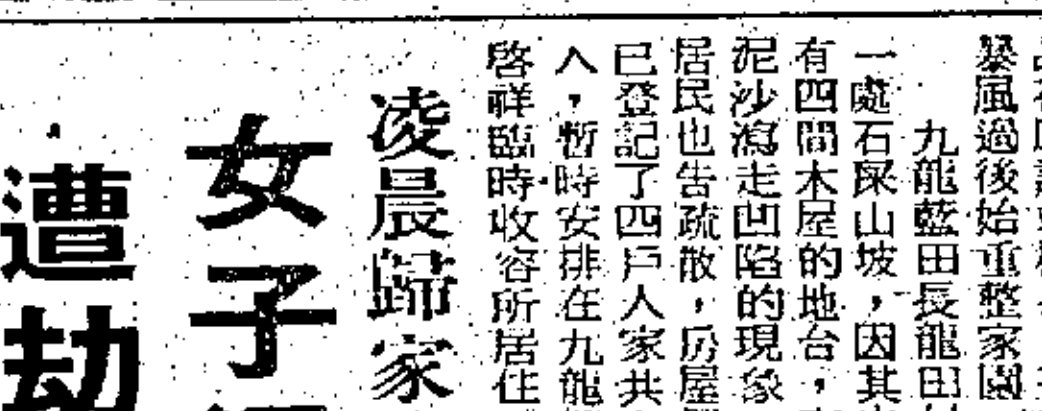 暴風過後始重整家園
九龍藍田長龍田
一處石屎山坡，因其
有四間木屋的地台，
泥沙瀉走凹陷的現象
居民也告疏散，房屋
已登記了四戶人家共
人，暫時安排在九龍
啓祥臨時收容所居住
凌晨歸家
女子
遭劫